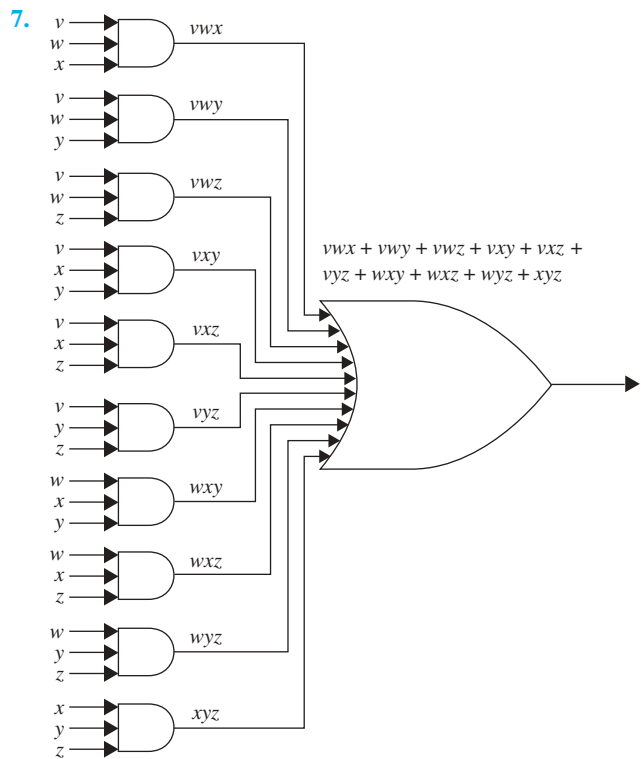 7.
v
w
x
vwx
v
w
y
vwy
v
w
z
vwz
v
x
y
vxy
v
x
z
vxz
v
y
z
vyz
w
x
y
wxy
w
x
z
wxz
w
y
z
wyz
x
y
z
xyz
vwx + vwy + vwz + vxy + vxz +
vyz + wxy + wxz + wyz + xyz